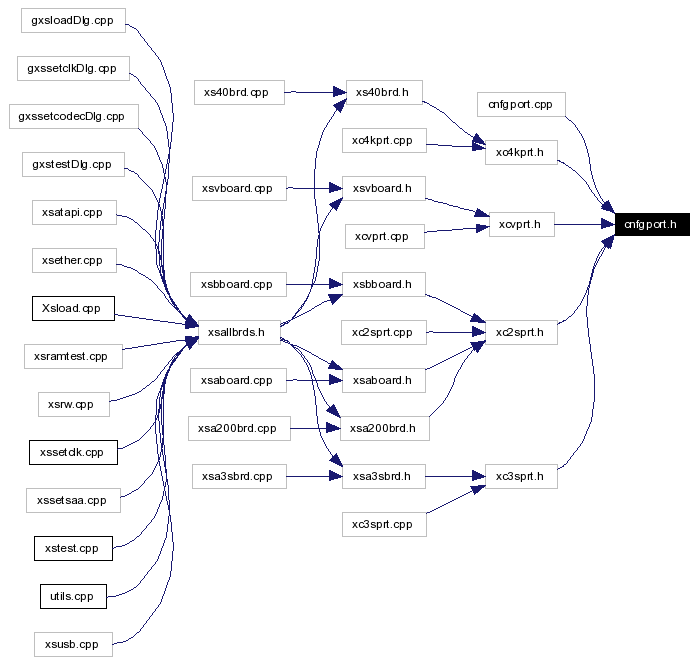 gxsloadDlg.cpp
gxssetclkDlg.cpp
gxssetcodecDlg.cpp
gxstestDlg.cpp
xsatapi.cpp
xsether.cpp
Xsload.cpp
xsramtest.cpp
xsrw.cpp
xssetclk.cpp
xssetsaa.cpp
xstest.cpp
utils.cpp
xsusb.cpp
xs40brd.cpp
xsvboard.cpp
xsbboard.cpp
xsallbrds.h
xsaboard.cpp
xsa200brd.cpp
xsa3sbrd.cpp
xs40brd.h
xc4kprt.cpp
xsvboard.h
xcvprt.cpp
xsbboard.h
xc2sprt.cpp
xsaboard.h
xsa200brd.h
xsa3sbrd.h
xc3sprt.cpp
cnfgport.cpp
xc4kprt.h
xcvprt.h
xc2sprt.h
xc3sprt.h
cnfgport.h